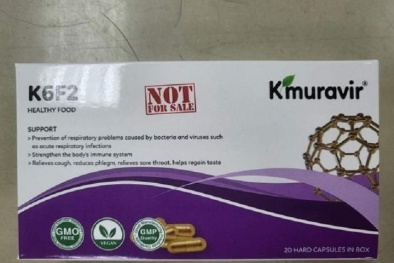 K6F2
HEALTHY FOOD
NOT
FOR SALE
K'muravir®
SUPPORT
> Prevention of respiratory problems caused by bacteria and viruses such
as acute respiratory infections
> Strengthen the body's immune system
> Relieves cough, reduces phlegm, relieves sore throat, helps regain taste
GMO
FREE
VEGAN
GMP
Quality
20 HARD CAPSULES IN BOX